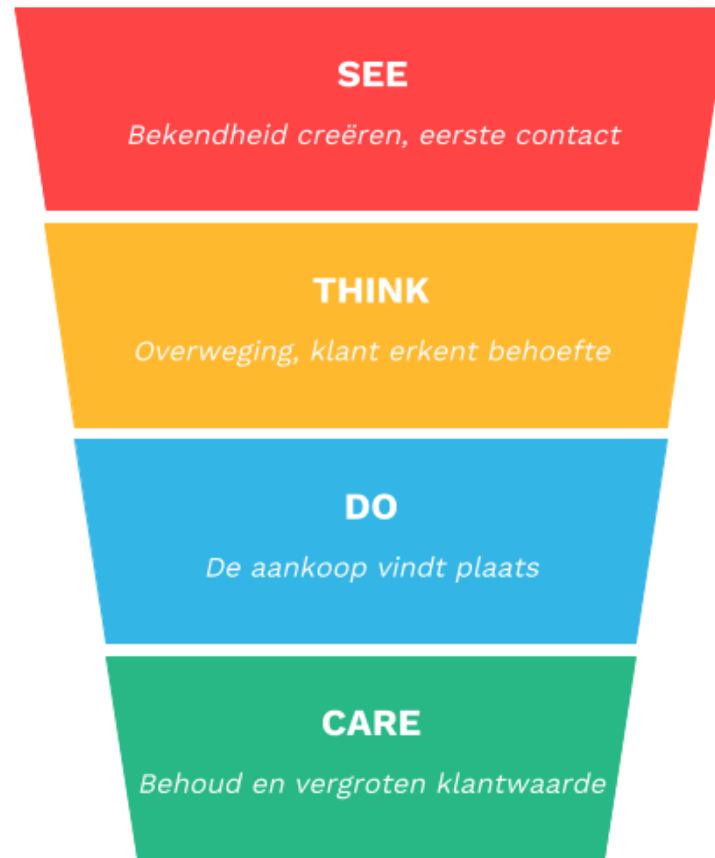 SEE
Bekendheid creëren, eerste contact
THINK
Overweging, klant erkent behoefte
DO
De aankoop vindt plaats
CARE
Behoud en vergroten klantwaarde